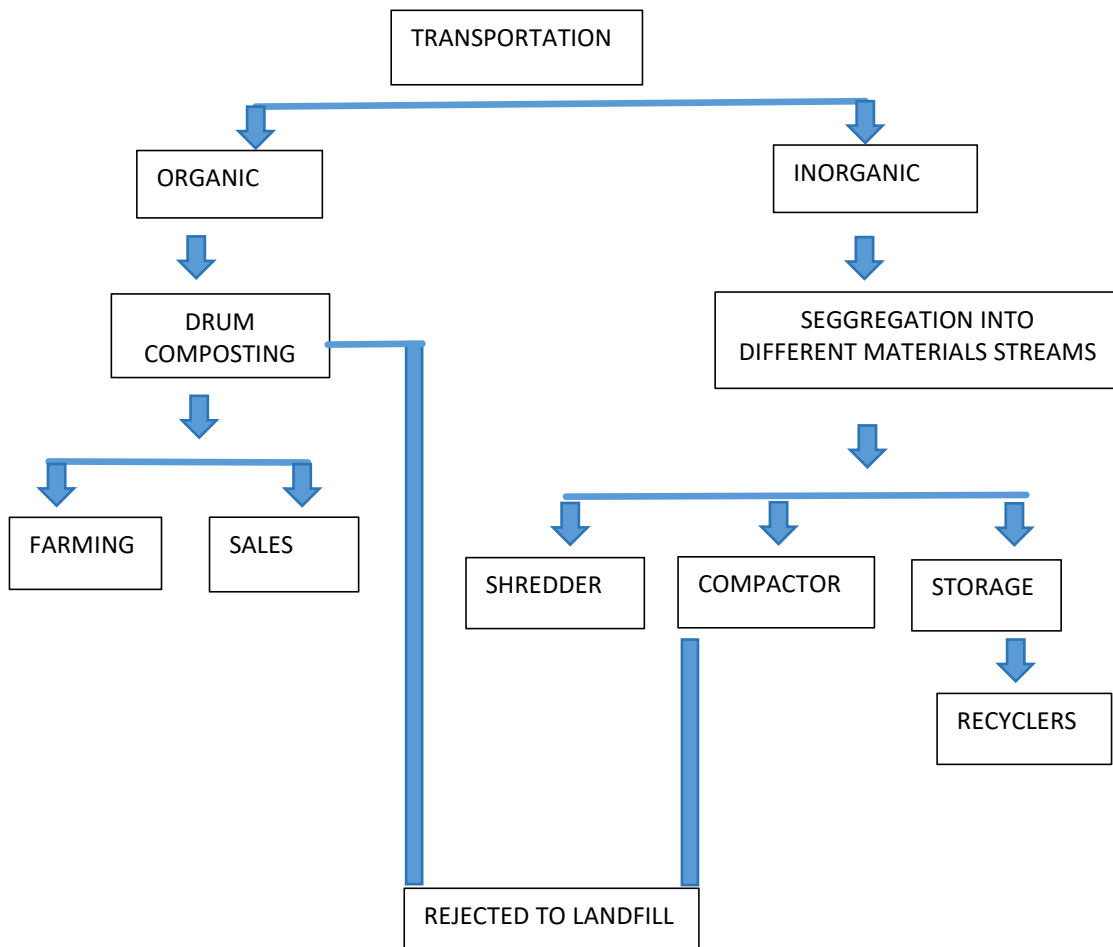 TRANSPORTATION
ORGANIC
INORGANIC
DRUM
COMPOSTING
SEGGREGATION INTO
DIFFERENT MATERIALS STREAMS
FARMING
SALES
SHREDDER
COMPACTOR
STORAGE
RECYCLERS
REJECTED TO LANDFILL